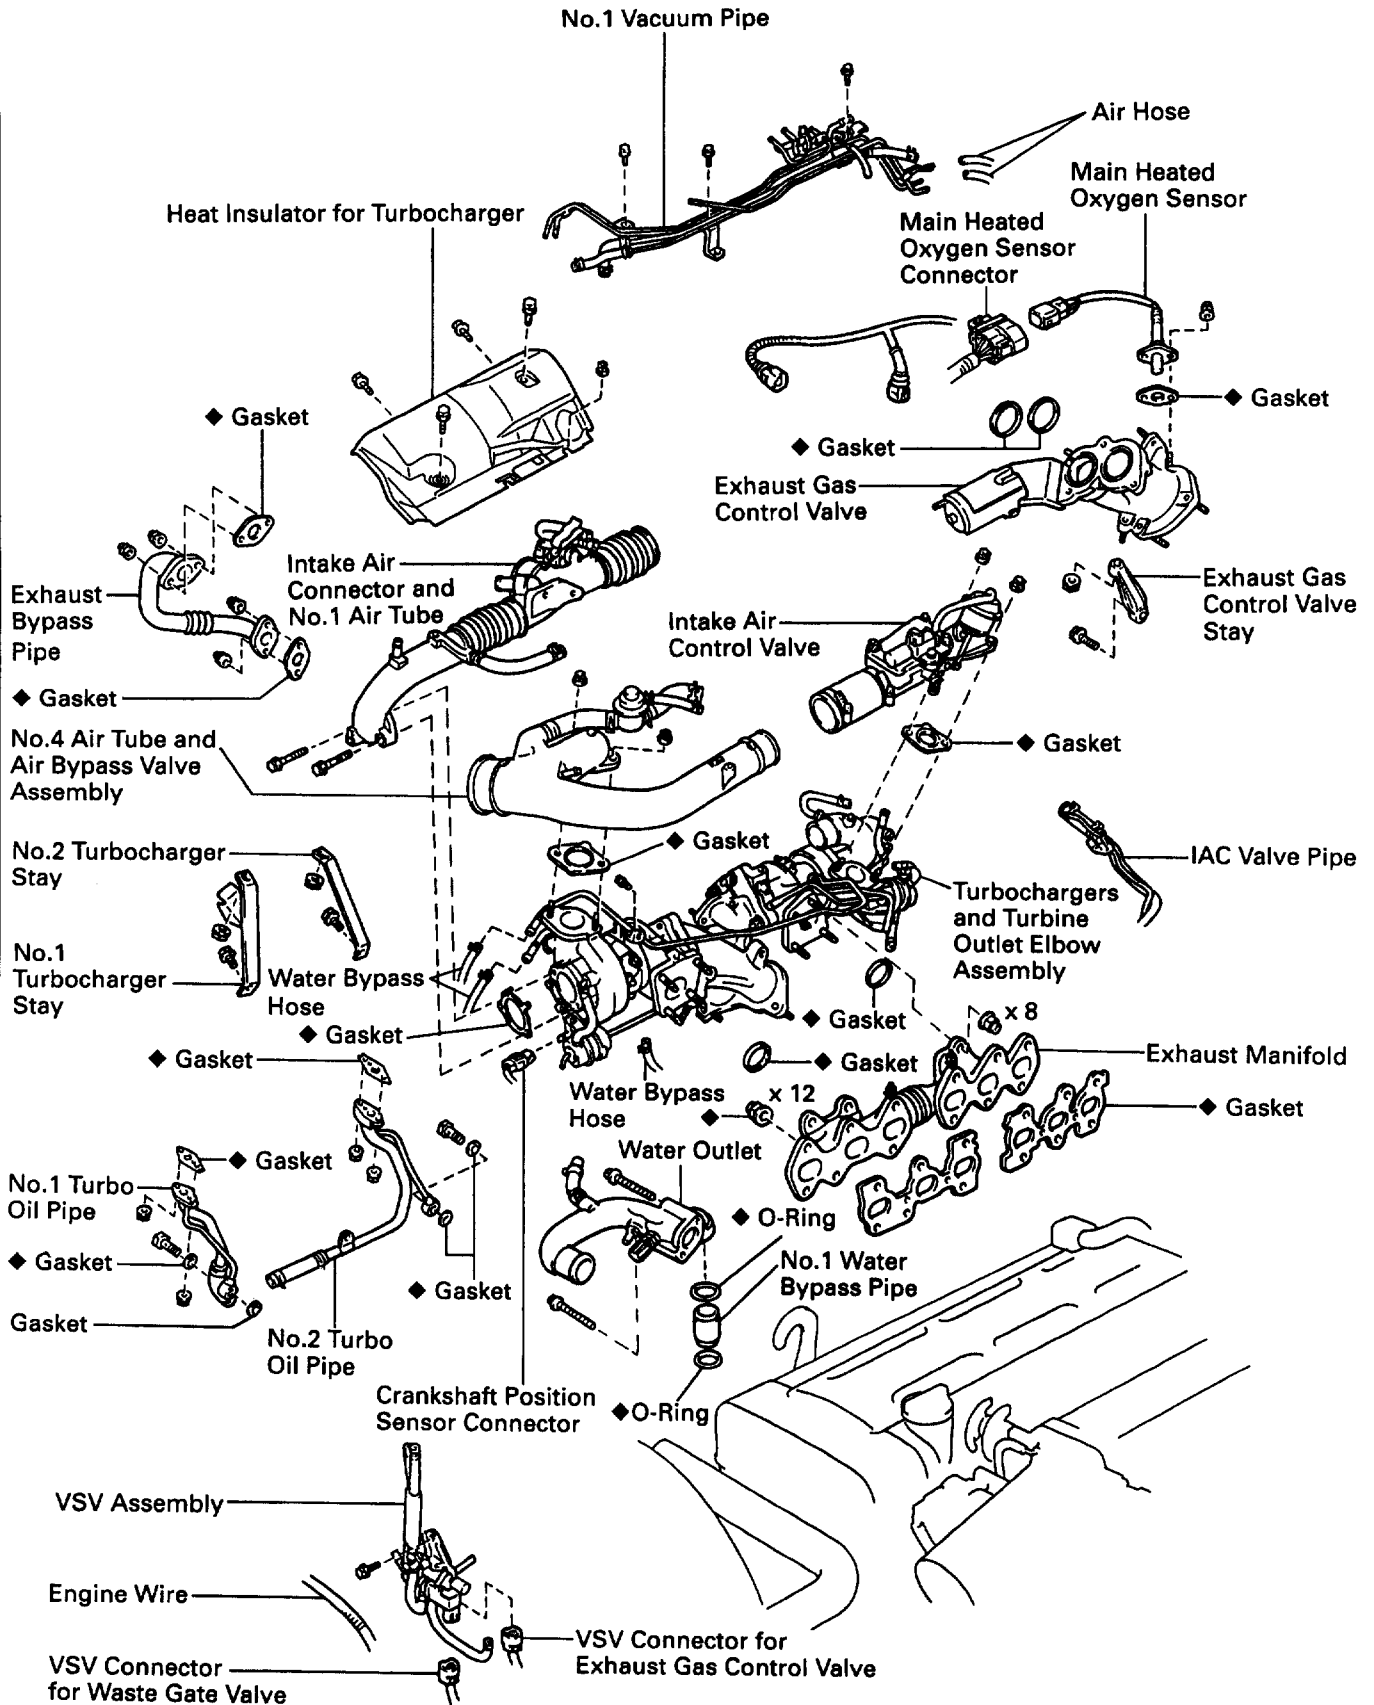 No.1 Vacuum Pipe
Air Hose
Main Heated
Oxygen Sensor
Heat Insulator for Turbocharger
Main Heated
Oxygen Sensor
Connector
◆ Gasket
◆ Gasket
◆ Gasket
Exhaust Gas
Control Valve
Intake Air
Connector and
No.1 Air Tube
Exhaust
Bypass
Pipe
Exhaust Gas
Control Valve
Stay
Intake Air
Control Valve
◆ Gasket
No.4 Air Tube and
Air Bypass Valve
Assembly
◆ Gasket
◆ Gasket
No.2 Turbocharger
Stay
IAC Valve Pipe
Turbochargers
and Turbine
Outlet Elbow
Assembly
No.1
Turbocharger
Stay
Water Bypass
Hose
◆ Gasket
◆ Gasket
x 8
◆ Gasket
◆ Gasket
Exhaust Manifold
Water Bypass
Hose
◆
x 12
◆ Gasket
Water Outlet
◆ Gasket
No.1 Turbo
Oil Pipe
◆ O-Ring
◆ Gasket
No.1 Water
Bypass Pipe
◆ Gasket
Gasket
No.2 Turbo
Oil Pipe
Crankshaft Position
Sensor Connector
◆O-Ring
VSV Assembly
Engine Wire
VSV Connector for
Exhaust Gas Control Valve
VSV Connector
for Waste Gate Valve